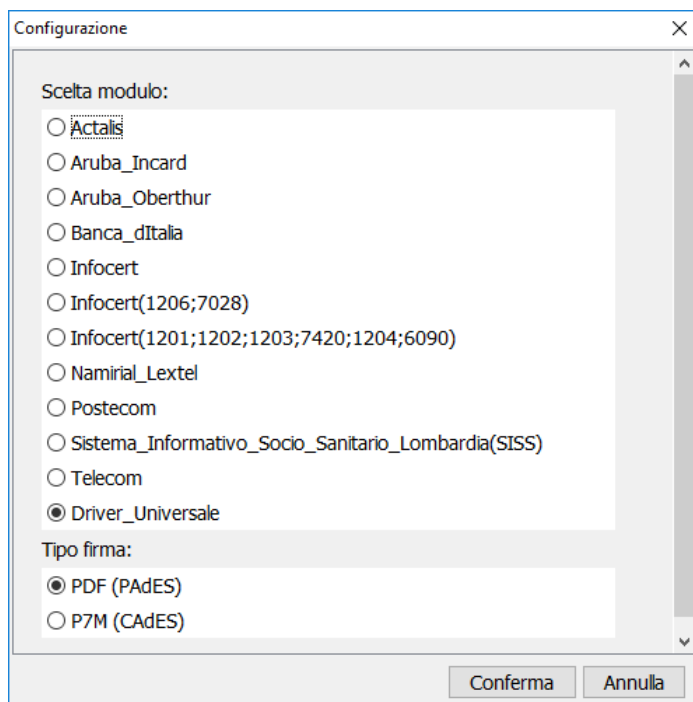 Configurazione
Scelta modulo:
Actalis
Aruba_Incard
Aruba_Oberthur
Banca_dItalia
Infocert
Infocert(1206;7028)
Infocert(1201;1202;1203;7420;1204;6090)
Namirial_Lextel
Postecom
Sistema_Informativo_Socio_Sanitario_Lombardia(SISS)
Telecom
Driver_Universale
Tipo firma:
PDF (PAdES)
P7M (CAdES)
Conferma Annulla